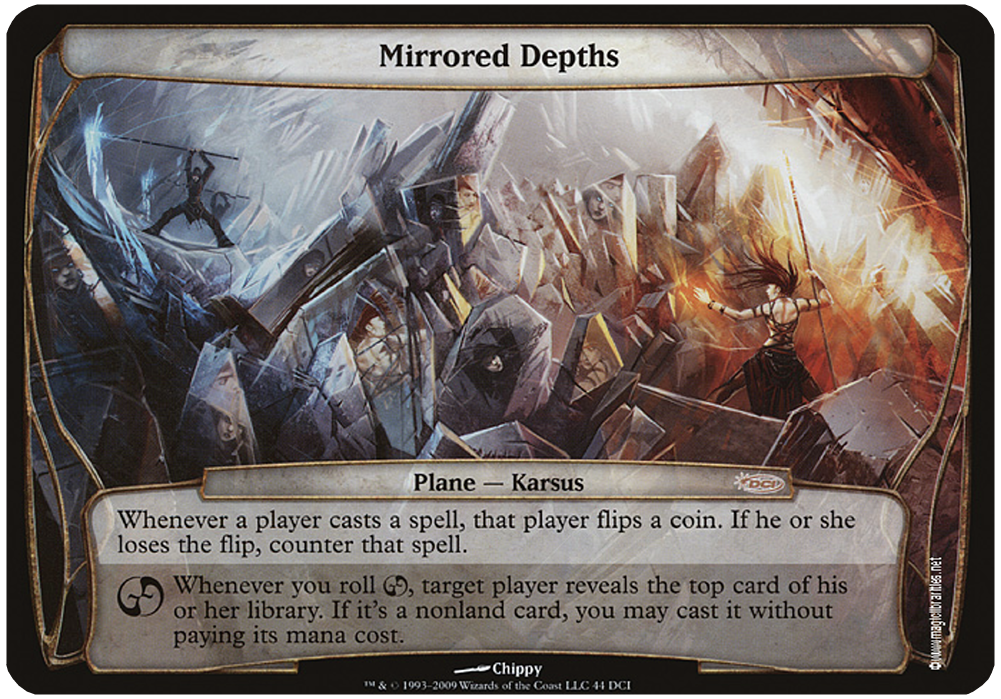 Mirrored Depths
Plane — Karsus
DCI
Whenever a player casts a spell, that player flips a coin. If he or she
loses the flip, counter that spell.
Whenever you roll , target player reveals the top card of his
or her library. If it's a nonland card, you may cast it without
paying its mana cost.
Chippy
™ & © 1993–2009 Wizards of the Coast LLC 44 DCI
©www.magiclibrarities.net